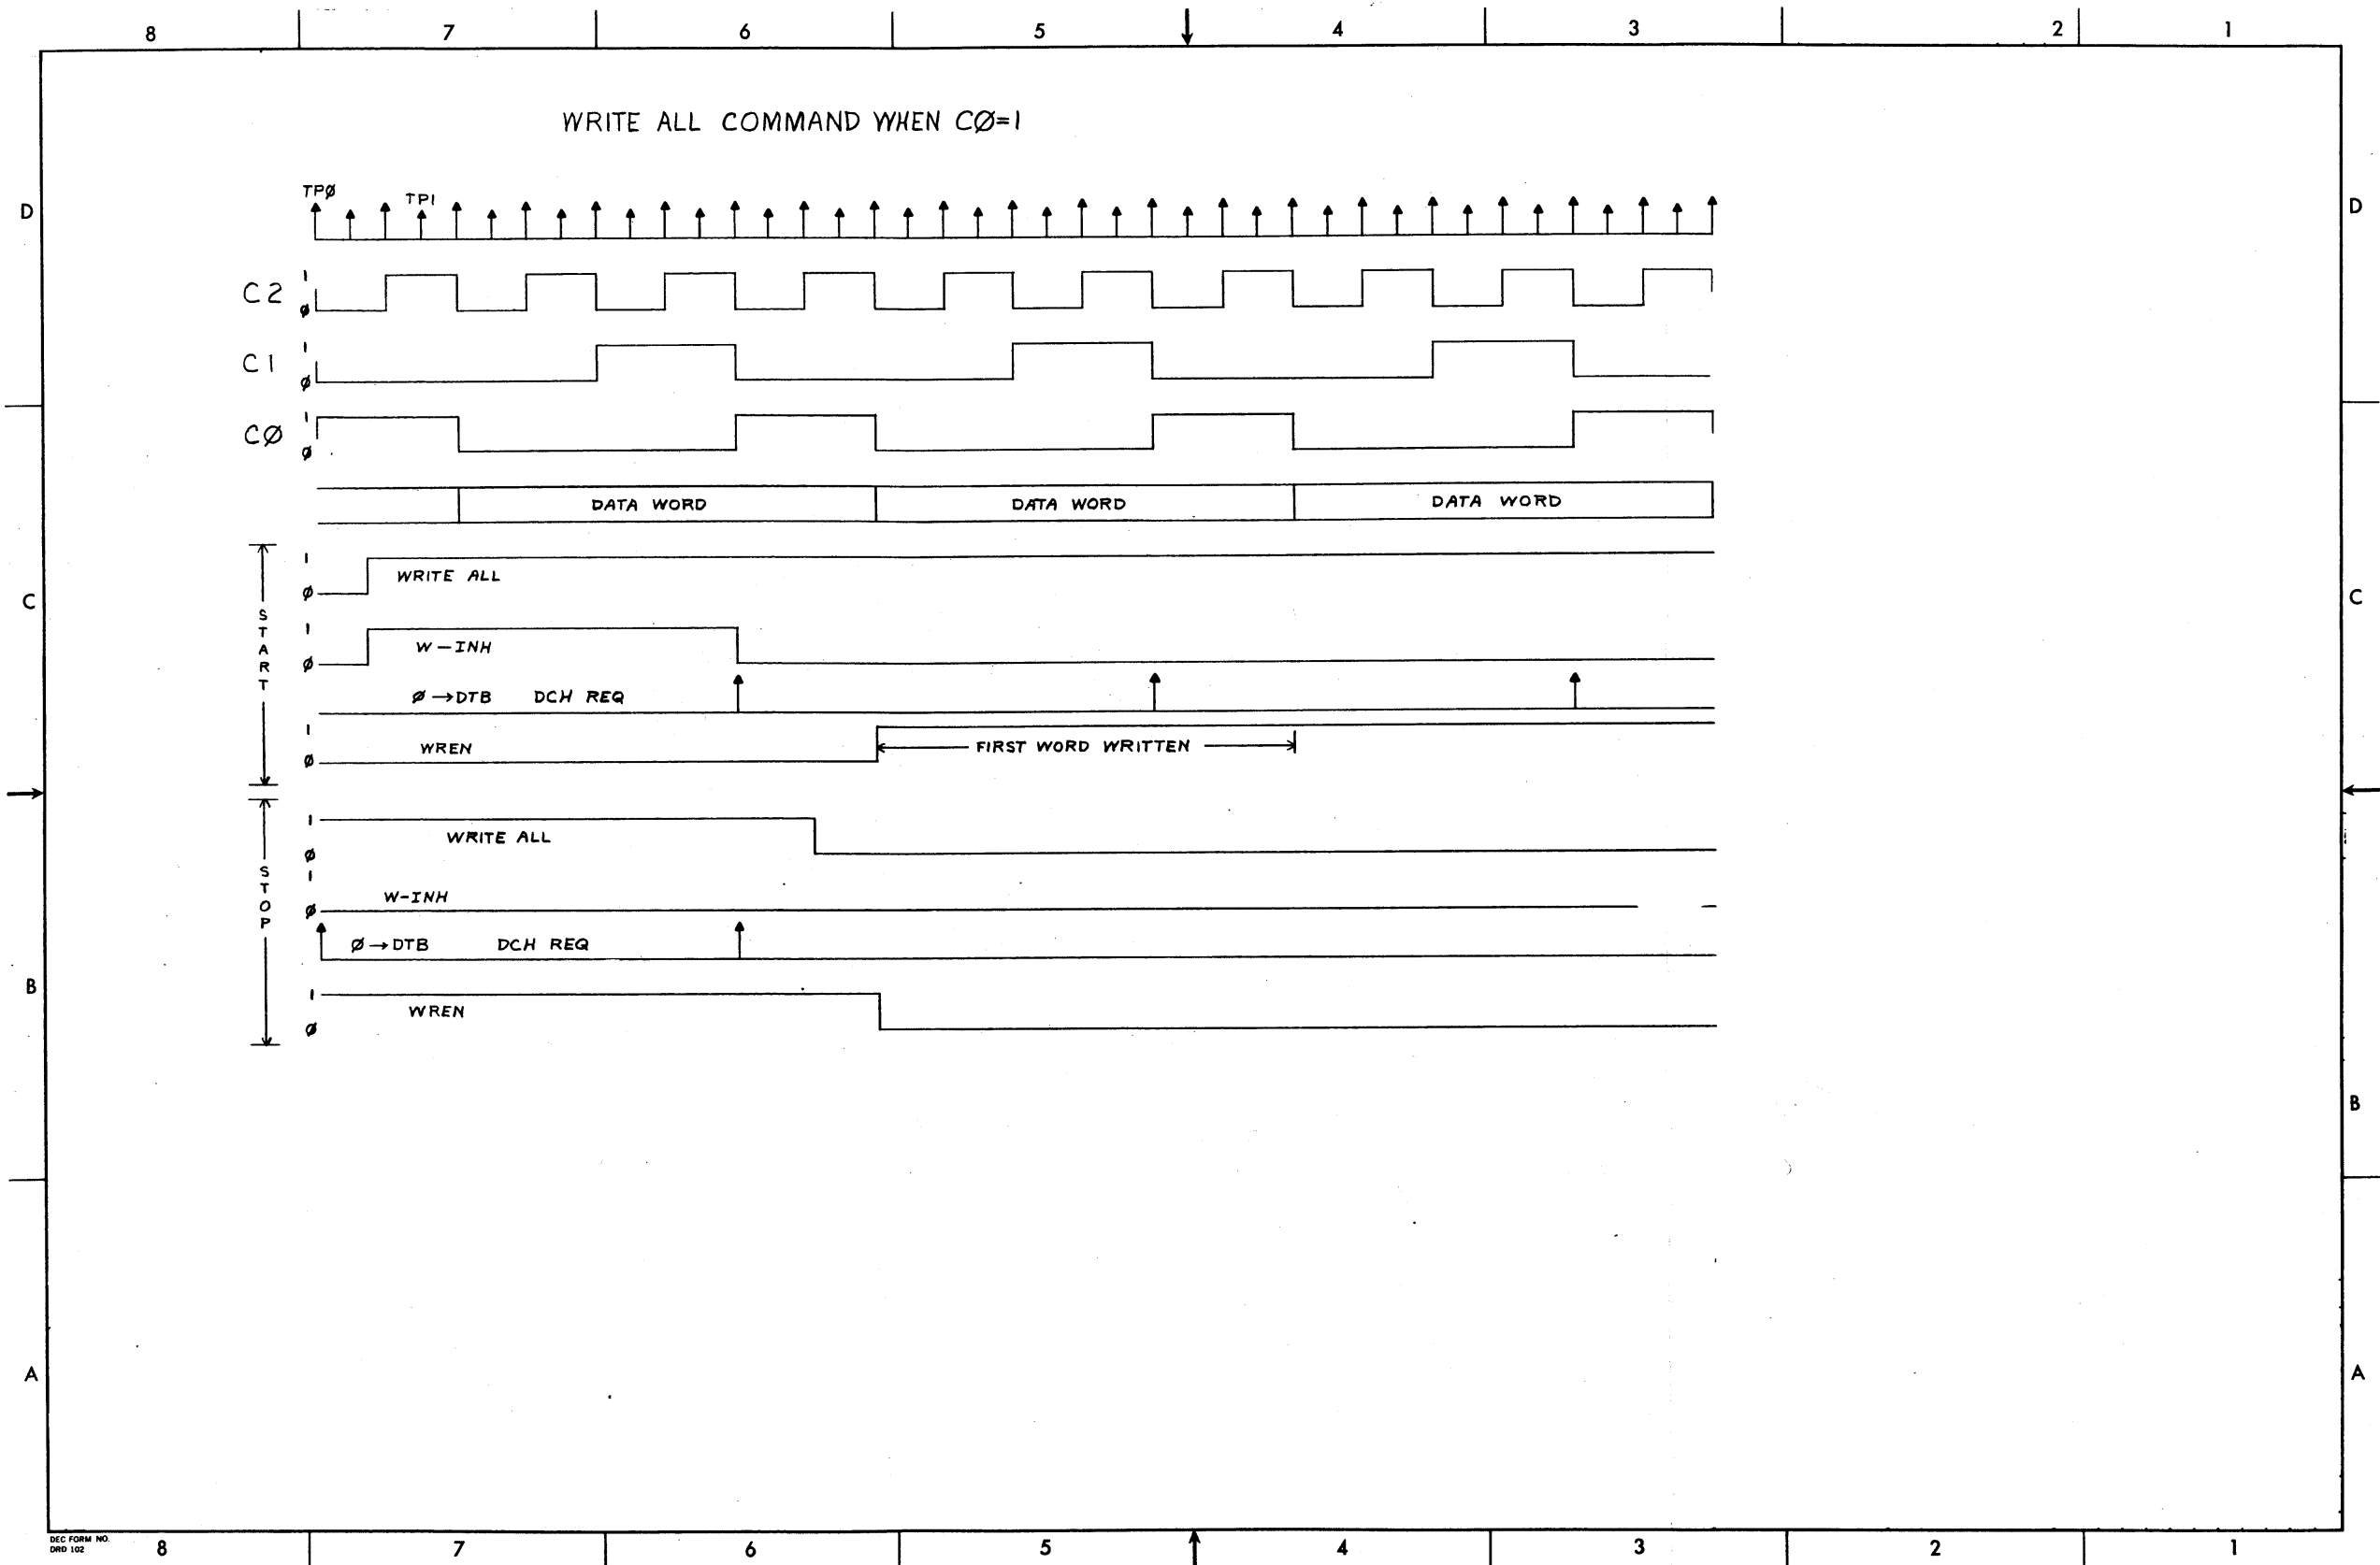 8 7 6 5 4 3 2 1
WRITE ALL COMMAND WHEN CØ=1
TPØ
TP1
D D
C2 1 Ø
C1 1 Ø
CØ 1 Ø
DATA WORD DATA WORD DATA WORD
START
1 Ø WRITE ALL
C C
1 Ø W-INH
Ø→DTB DCH REQ
1 Ø WREN FIRST WORD WRITTEN
STOP
1 Ø WRITE ALL
1 Ø W-INH
Ø→DTB DCH REQ
1 Ø WREN
B B
A A
DEC FORM NO.
DRD 102
8 7 6 5 4 3 2 1